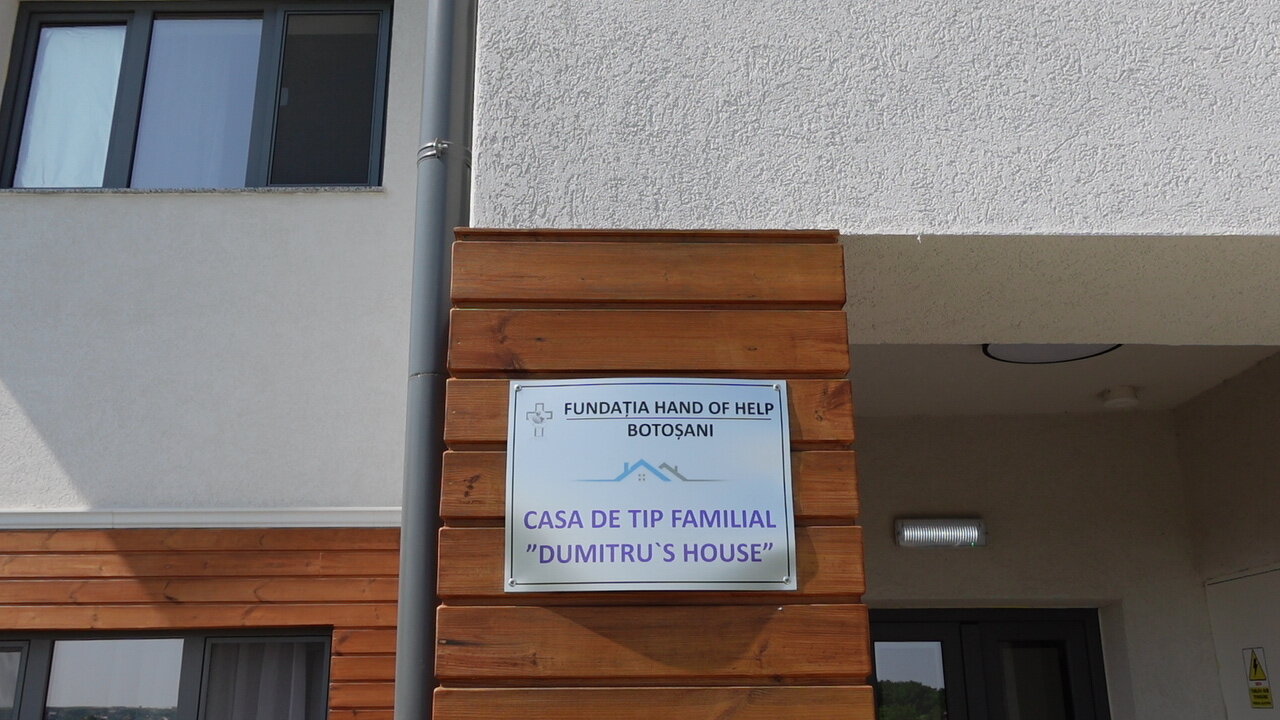 FUNDAȚIA HAND OF HELP
BOTOȘANI
CASA DE TIP FAMILIAL
”DUMITRU`S HOUSE”